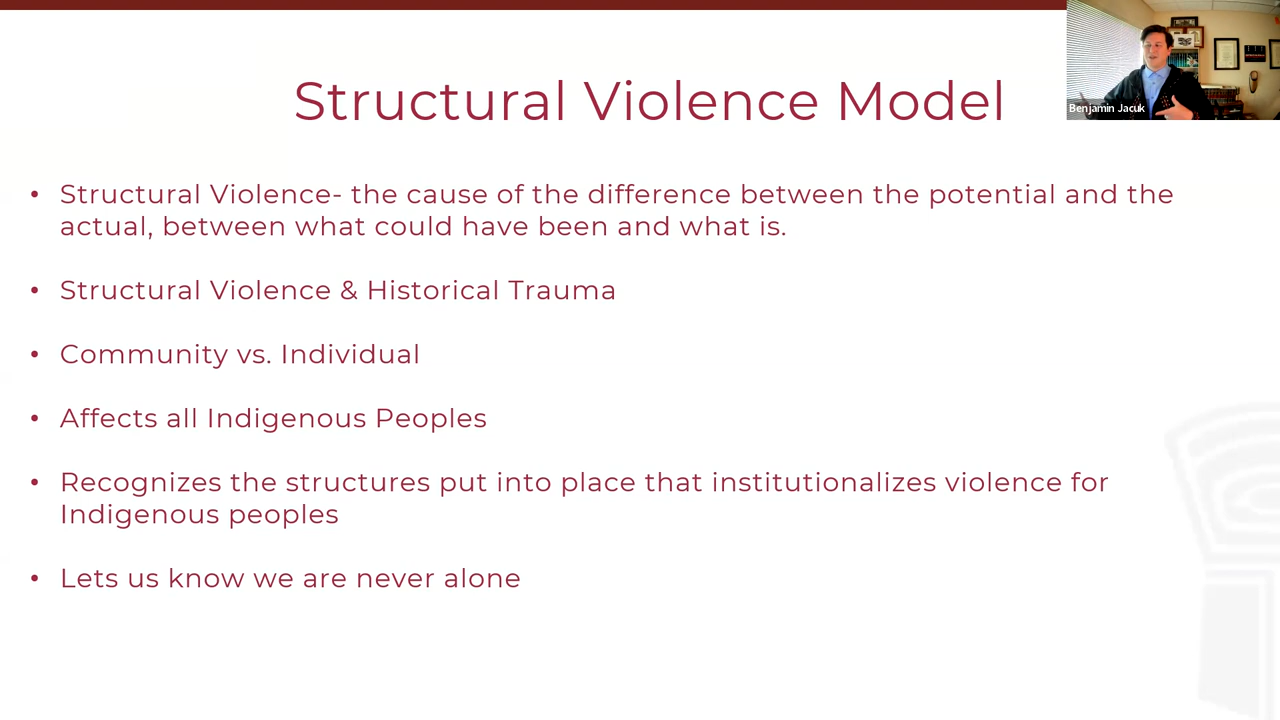 Structural Violence Model
Benjamin Jacuk
• Structural Violence- the cause of the difference between the potential and the
actual, between what could have been and what is.
• Structural Violence & Historical Trauma
• Community vs. Individual
• Affects all Indigenous Peoples
• Recognizes the structures put into place that institutionalizes violence for
Indigenous peoples
• Lets us know we are never alone